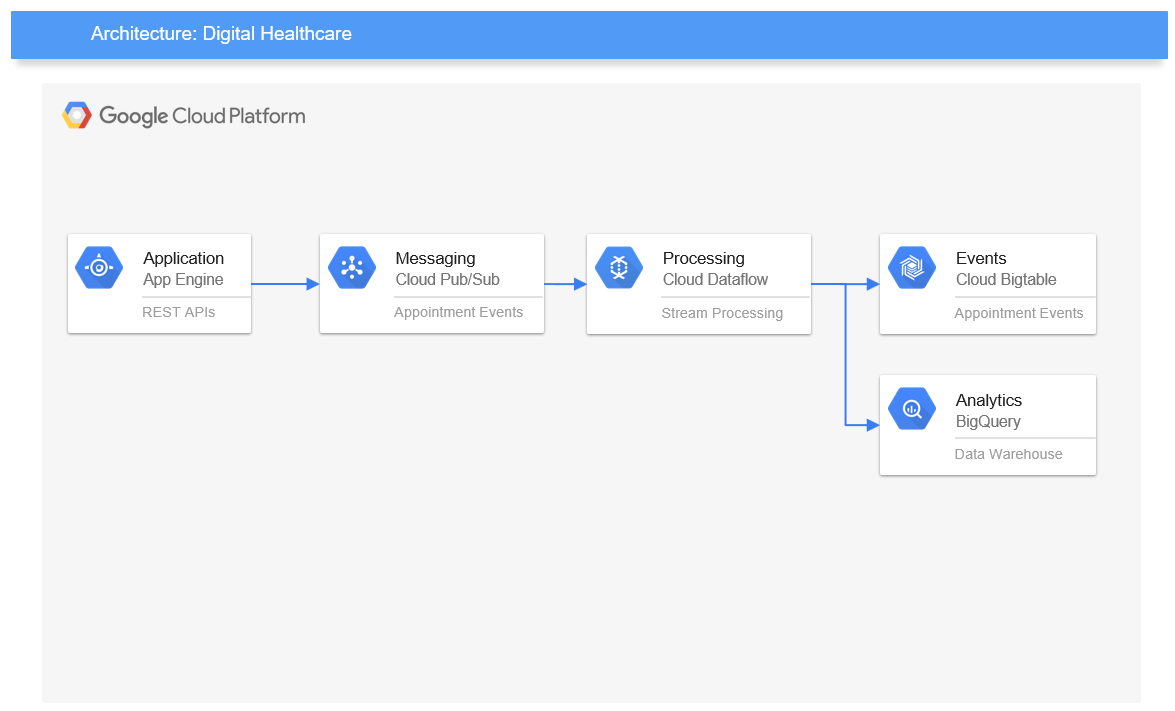 Architecture: Digital Healthcare
Google Cloud Platform
Application
App Engine
REST APIs
Messaging
Cloud Pub/Sub
Appointment Events
Processing
Cloud Dataflow
Stream Processing
Events
Cloud Bigtable
Appointment Events
Analytics
BigQuery
Data Warehouse